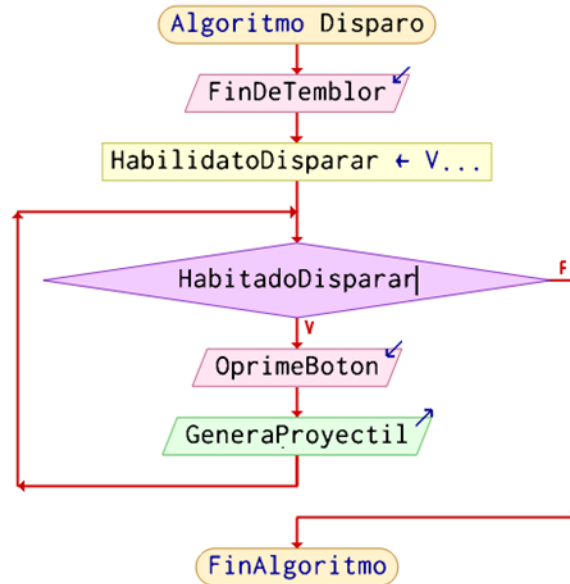 Algoritmo Disparo
FinDeTemblor
HabilidatoDisparar ← V...
HabitadoDisparar
F
V
OprimeBoton
GeneraProyectil
FinAlgoritmo